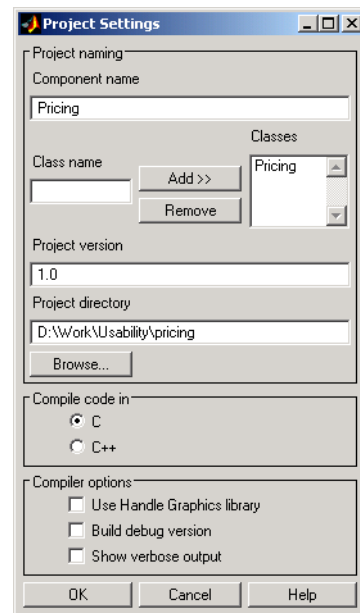 Project Settings
Project naming
Component name
Pricing
Classes
Class name
Pricing
Add >>
Remove
Project version
1.0
Project directory
D:\Work\Usability\pricing
Browse...
Compile code in
C
C++
Compiler options
Use Handle Graphics library
Build debug version
Show verbose output
OK Cancel Help